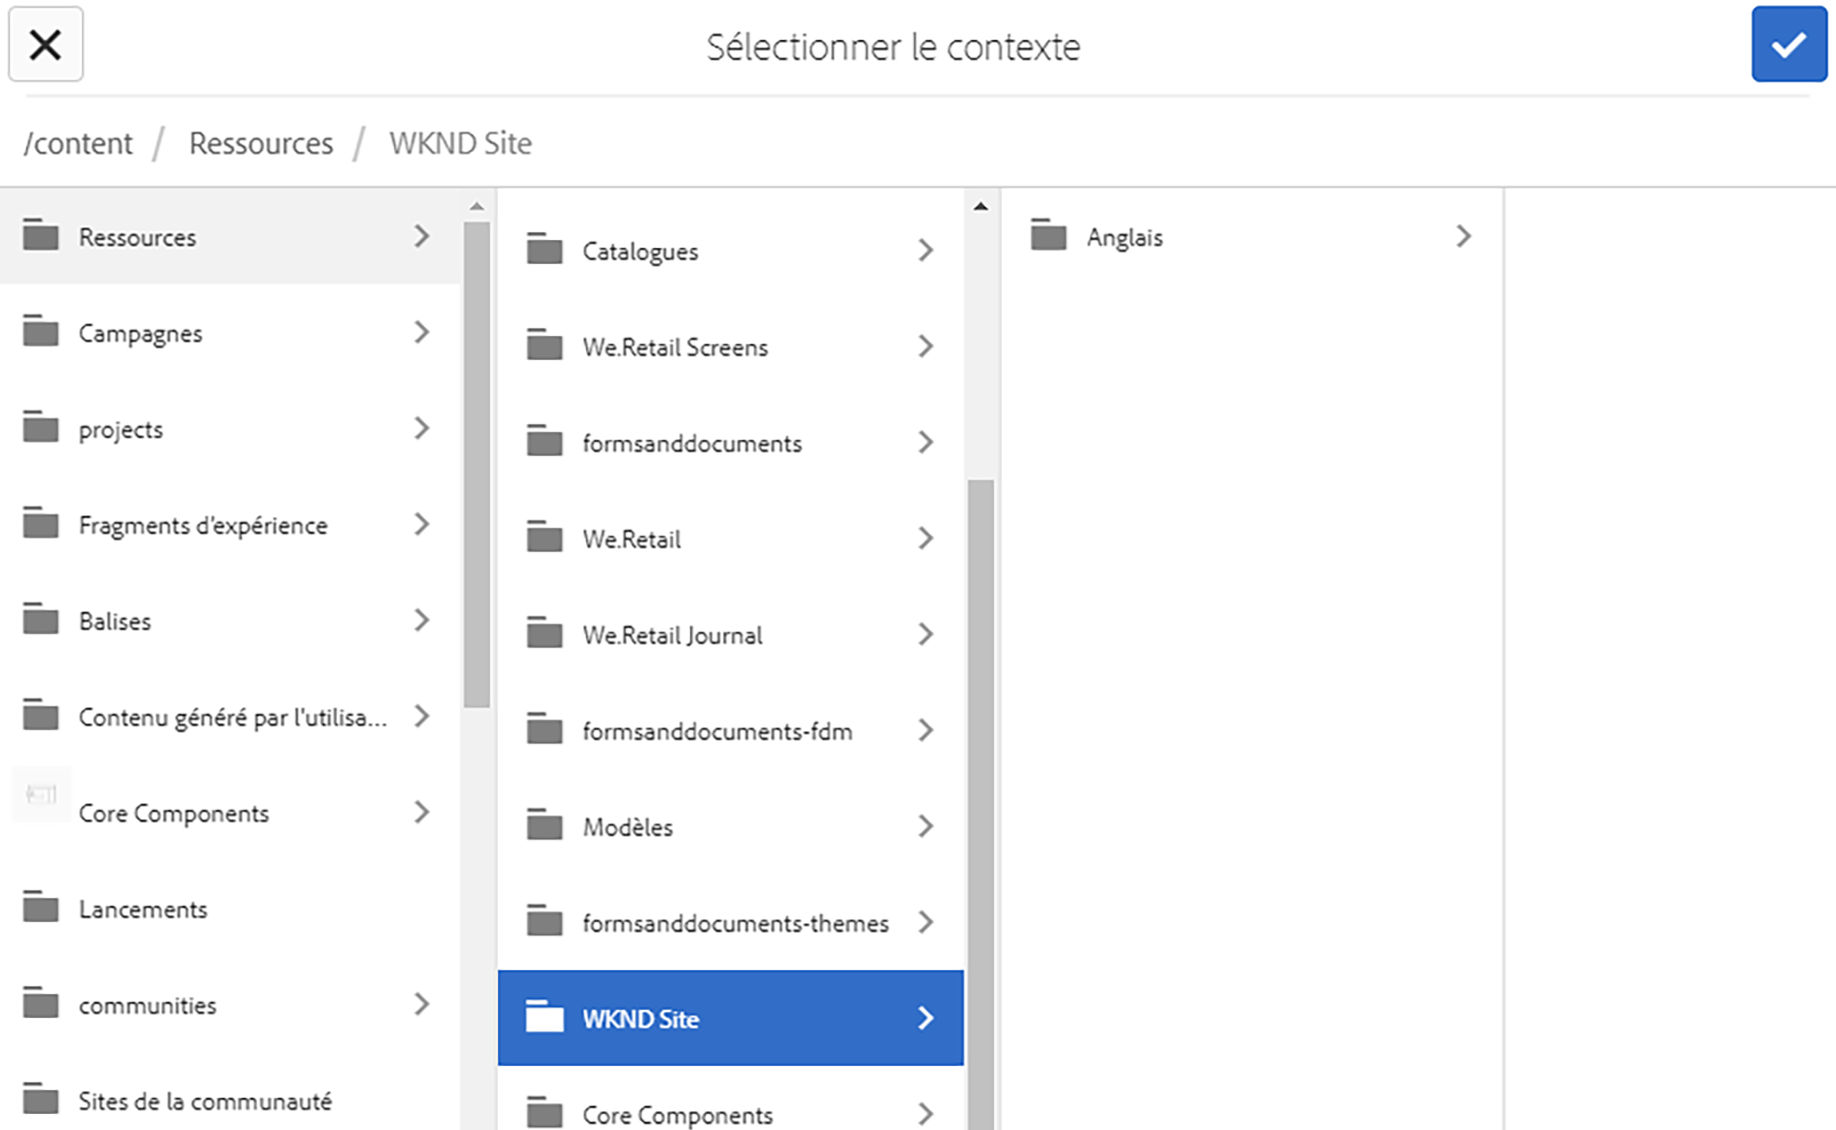 Sélectionner le contexte
/content / Ressources / WKND Site
Ressources
Campagnes
projects
Fragments d'expérience
Balises
Contenu généré par l'utilisa...
Core Components
Lancements
communities
Sites de la communauté
Catalogues
We.Retail Screens
formsanddocuments
We.Retail
We.Retail Journal
formsanddocuments-fdm
Modèles
formsanddocuments-themes
WKND Site
Core Components
Anglais